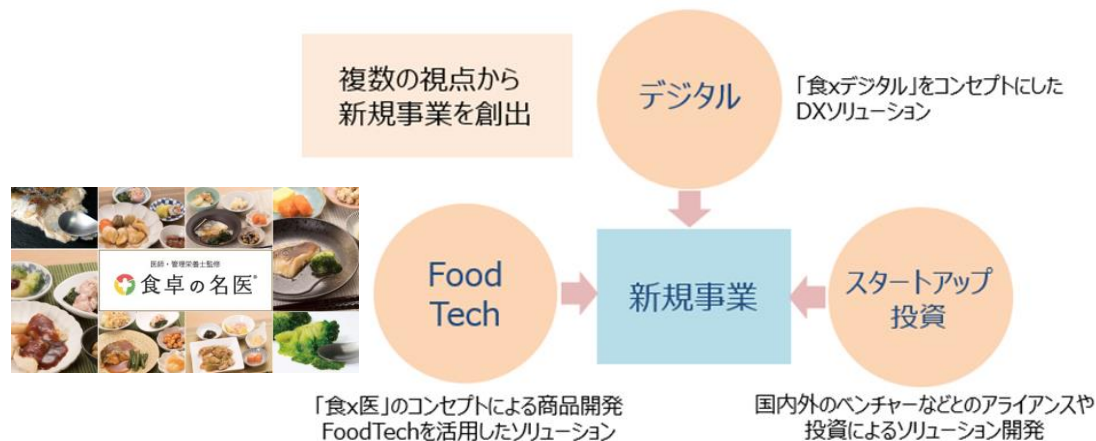 複数の視点から
新規事業を創出
デジタル
「食xデジタル」をコンセプトにした
DXソリューション
医師・管理栄養士監修
食卓の名医®
Food
Tech
新規事業
スタートアップ
投資
「食x医」のコンセプトによる商品開発
FoodTechを活用したソリューション
国内外のベンチャーなどとのアライアンスや
投資によるソリューション開発